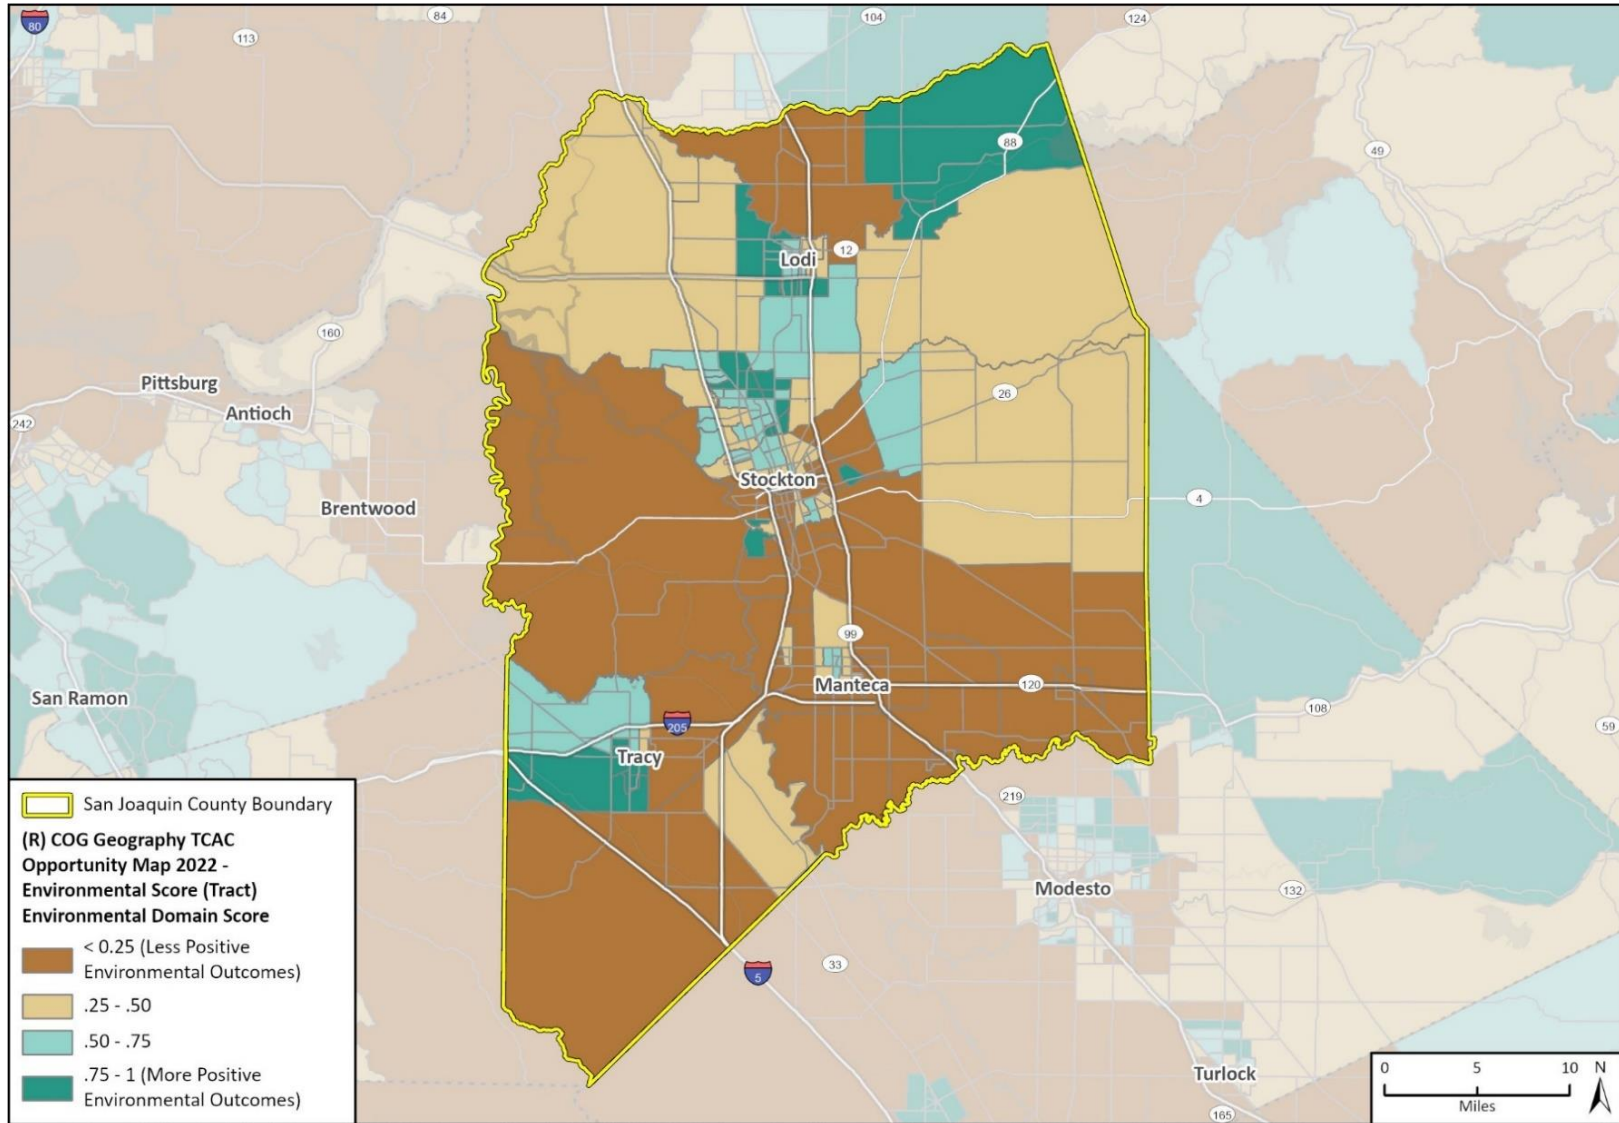 80
84
113
104
124
88
49
12
Lodi
160
Pittsburg
Antioch
242
26
Stockton
Brentwood
4
99
San Ramon
Manteca
120
108
59
205
Tracy
219
Modesto
132
33
5
Turlock
165
San Joaquin County Boundary
(R) COG Geography TCAC
Opportunity Map 2022 -
Environmental Score (Tract)
Environmental Domain Score
< 0.25 (Less Positive
Environmental Outcomes)
.25 - .50
.50 - .75
.75 - 1 (More Positive
Environmental Outcomes)
0 5 10 N
Miles